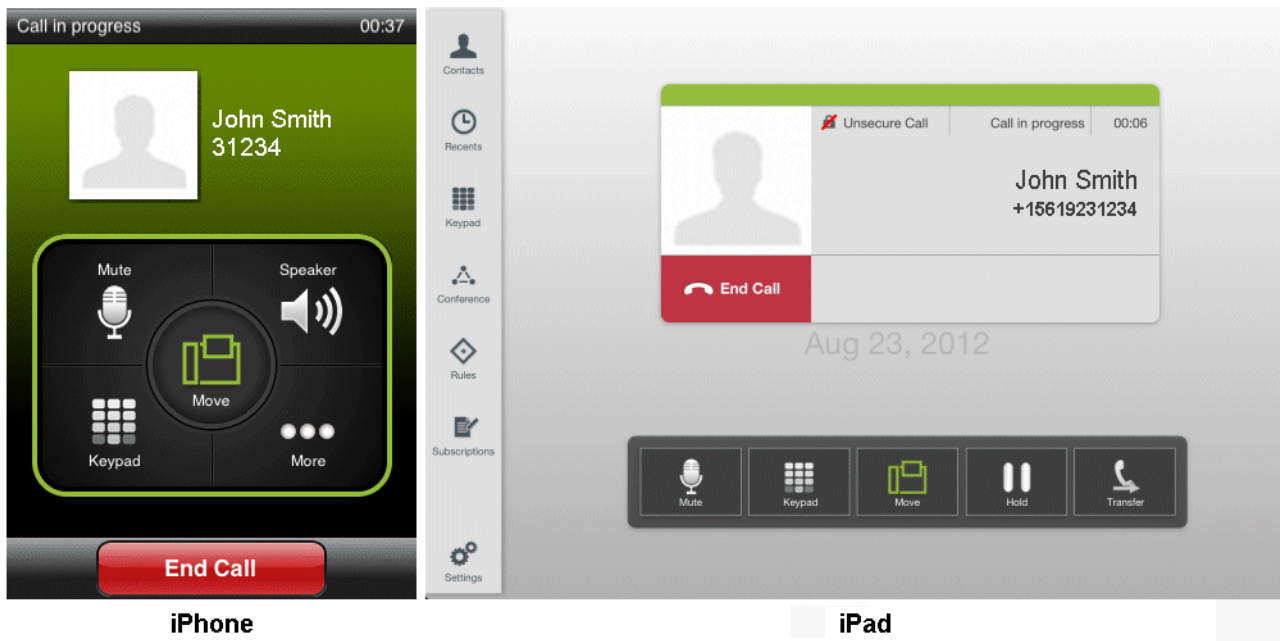 Call in progress 00:37
John Smith
31234
Mute Speaker
Move
Keypad More
End Call
iPhone
Contacts
Recents
Keypad
Conference
Rules
Subscriptions
Settings
Unsecure Call Call in progress 00:06
John Smith
+15619231234
End Call
Aug 23, 2012
Mute Keypad Move Hold Transfer
iPad